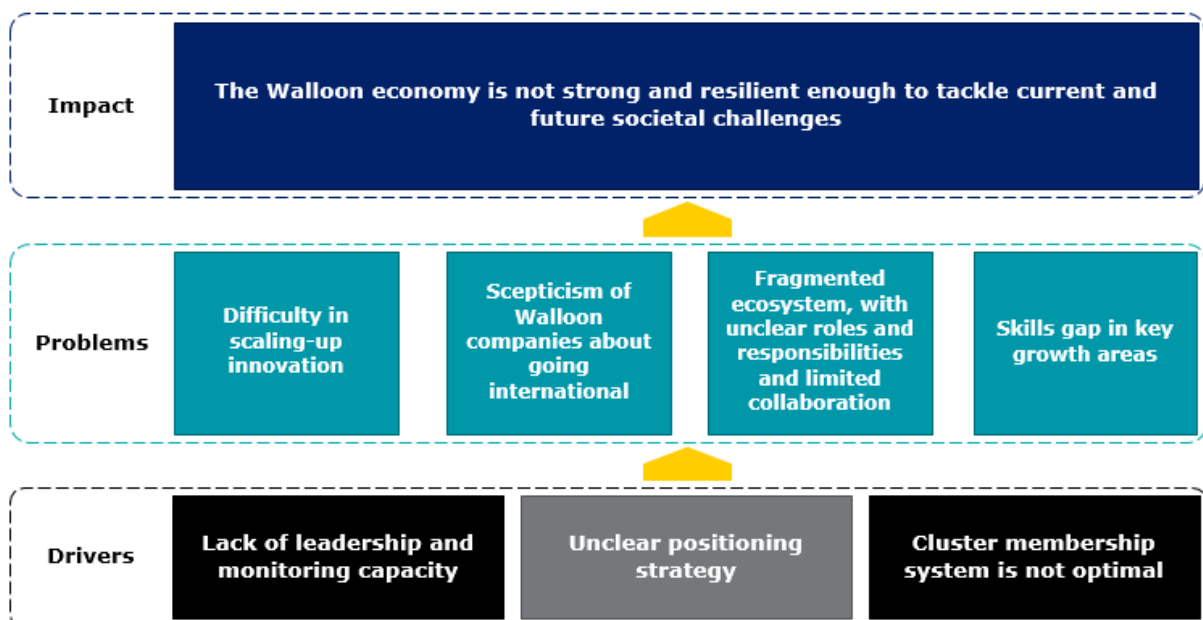 Impact
The Walloon economy is not strong and resilient enough to tackle current and
future societal challenges
Problems
Difficulty in
scaling-up
innovation
Scepticism of
Walloon
companies about
going
international
Fragmented
ecosystem, with
unclear roles and
responsibilities
and limited
collaboration
Skills gap in key
growth areas
Drivers
Lack of leadership and
monitoring capacity
Unclear positioning
strategy
Cluster membership
system is not optimal